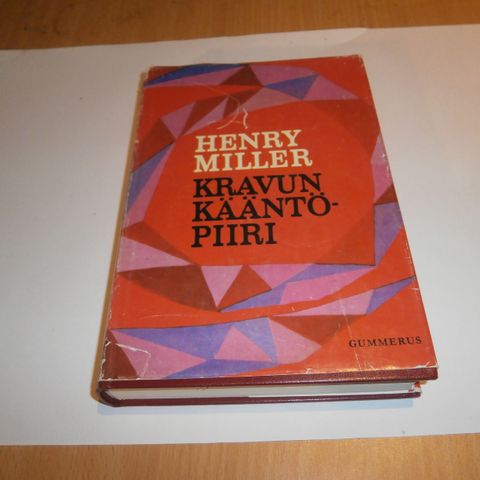 HENRY
MILLER
KRAVUN
KÄÄNTÖ-
PIIRI
GUMMERUS